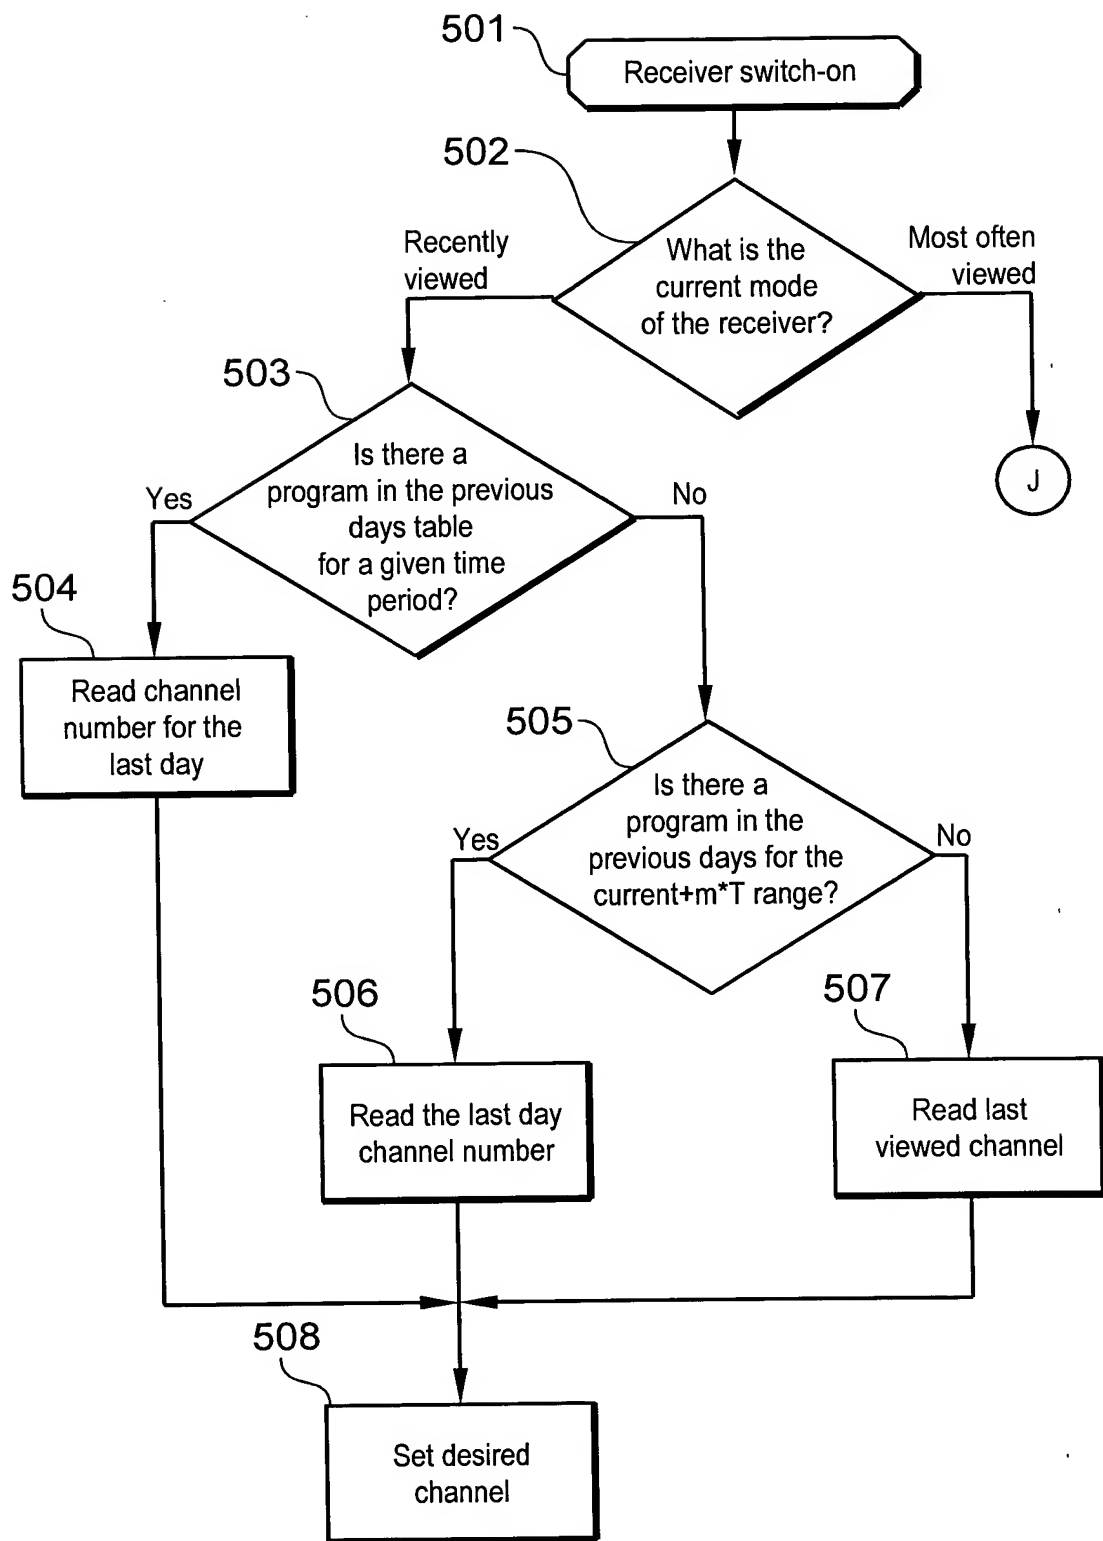 501
Receiver switch-on
502
What is the
current mode
of the receiver?
Recently
viewed
Most often
viewed
J
503
Is there a
program in the previous
days table
for a given time
period?
Yes
No
504
Read channel
number for the
last day
505
Is there a
program in the
previous days for the
current+m*T range?
Yes
No
506
Read the last day
channel number
507
Read last
viewed channel
508
Set desired
channel